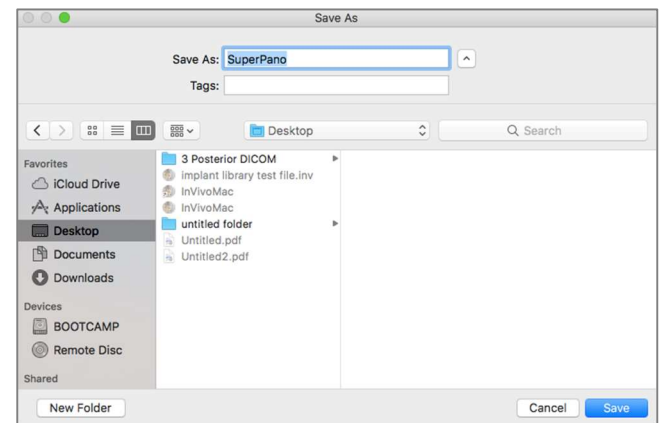 Save As
Save As: SuperPano
Tags:
Desktop
Search
Favorites
iCloud Drive
Applications
Desktop
Documents
Downloads
Devices
BOOTCAMP
Remote Disc
Shared
3 Posterior DICOM
implant library test file.inv
InVivoMac
InVivoMac
untitled folder
Untitled.pdf
Untitled2.pdf
New Folder
Cancel
Save